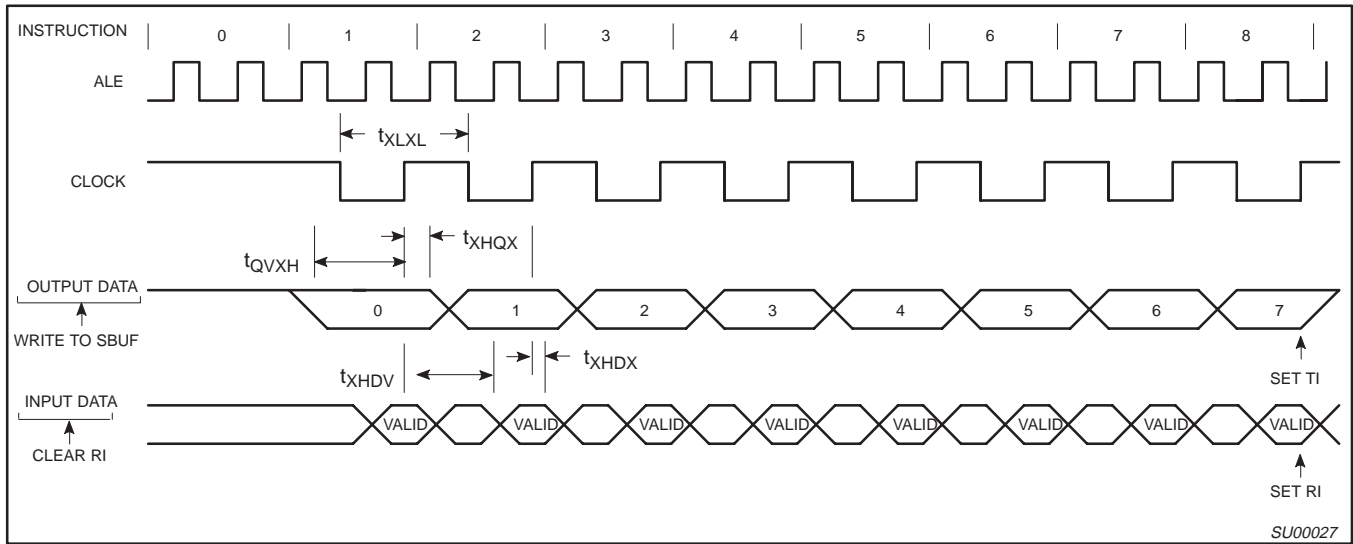 INSTRUCTION 0 1 2 3 4 5 6 7 8
ALE
tXLXL
CLOCK
tXHQX
tQVXH
OUTPUT DATA
0 1 2 3 4 5 6 7
WRITE TO SBUF
tXHDX
tXHDV
SET TI
INPUT DATA
VALID VALID VALID VALID VALID VALID VALID VALID
CLEAR RI
SET RI
SU00027